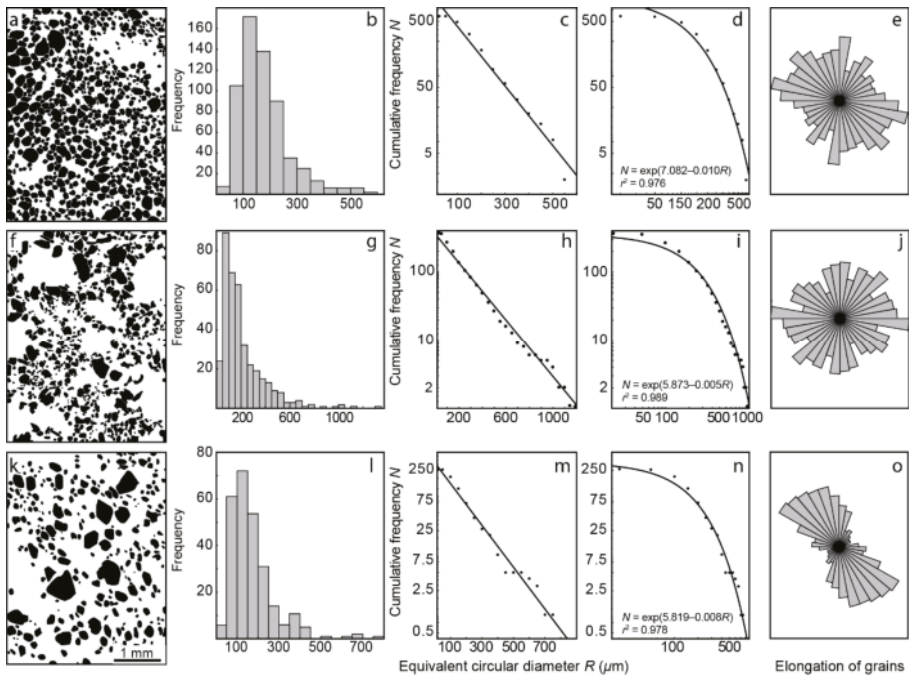 a
b
c
d
e
Frequency
160
140
120
100
80
60
40
20
100 300 500
Cumulative frequency N
500
50
5
100 300 500
500
50
5
N = exp(7.082–0.010R)
r² = 0.976
50 150 200 500
f
g
h
i
j
Frequency
80
60
40
20
200 600 1000
Cumulative frequency N
100
10
2
200 600 1000
100
10
2
N = exp(5.873–0.005R)
r² = 0.989
50 100 500 1000
k
l
m
n
o
1 mm
Frequency
80
60
40
20
100 300 500 700
Cumulative frequency N
250
75
25
7.5
2.5
0.5
100 300 500 700
250
75
25
7.5
2.5
0.5
N = exp(5.819–0.008R)
r² = 0.978
50 100 500
Equivalent circular diameter R (µm)
Elongation of grains